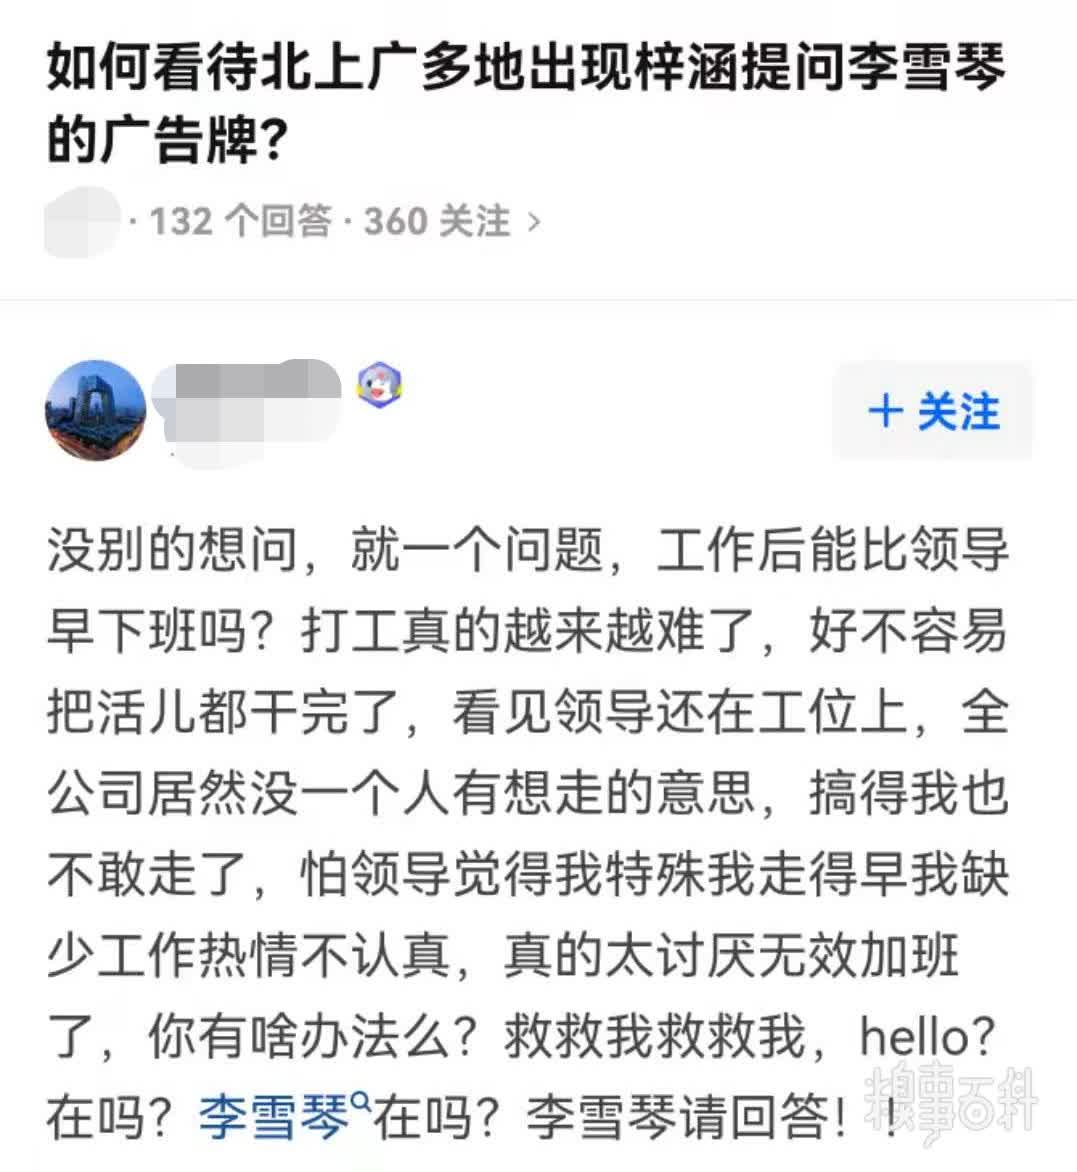 如何看待北上广多地出现梓涵提问李雪琴
的广告牌？
· 132 个回答 · 360 关注 >
＋ 关注
没别的想问，就一个问题，工作后能比领导
早下班吗？打工真的越来越难了，好不容易
把活儿都干完了，看见领导还在工位上，全
公司居然没一个人有想走的意思，搞得我也
不敢走了，怕领导觉得我特殊我走得早我缺
少工作热情不认真，真的太讨厌无效加班
了，你有啥办法么？救救我救救我，hello？
在吗？李雪琴在吗？李雪琴请回答！！
糗事百科